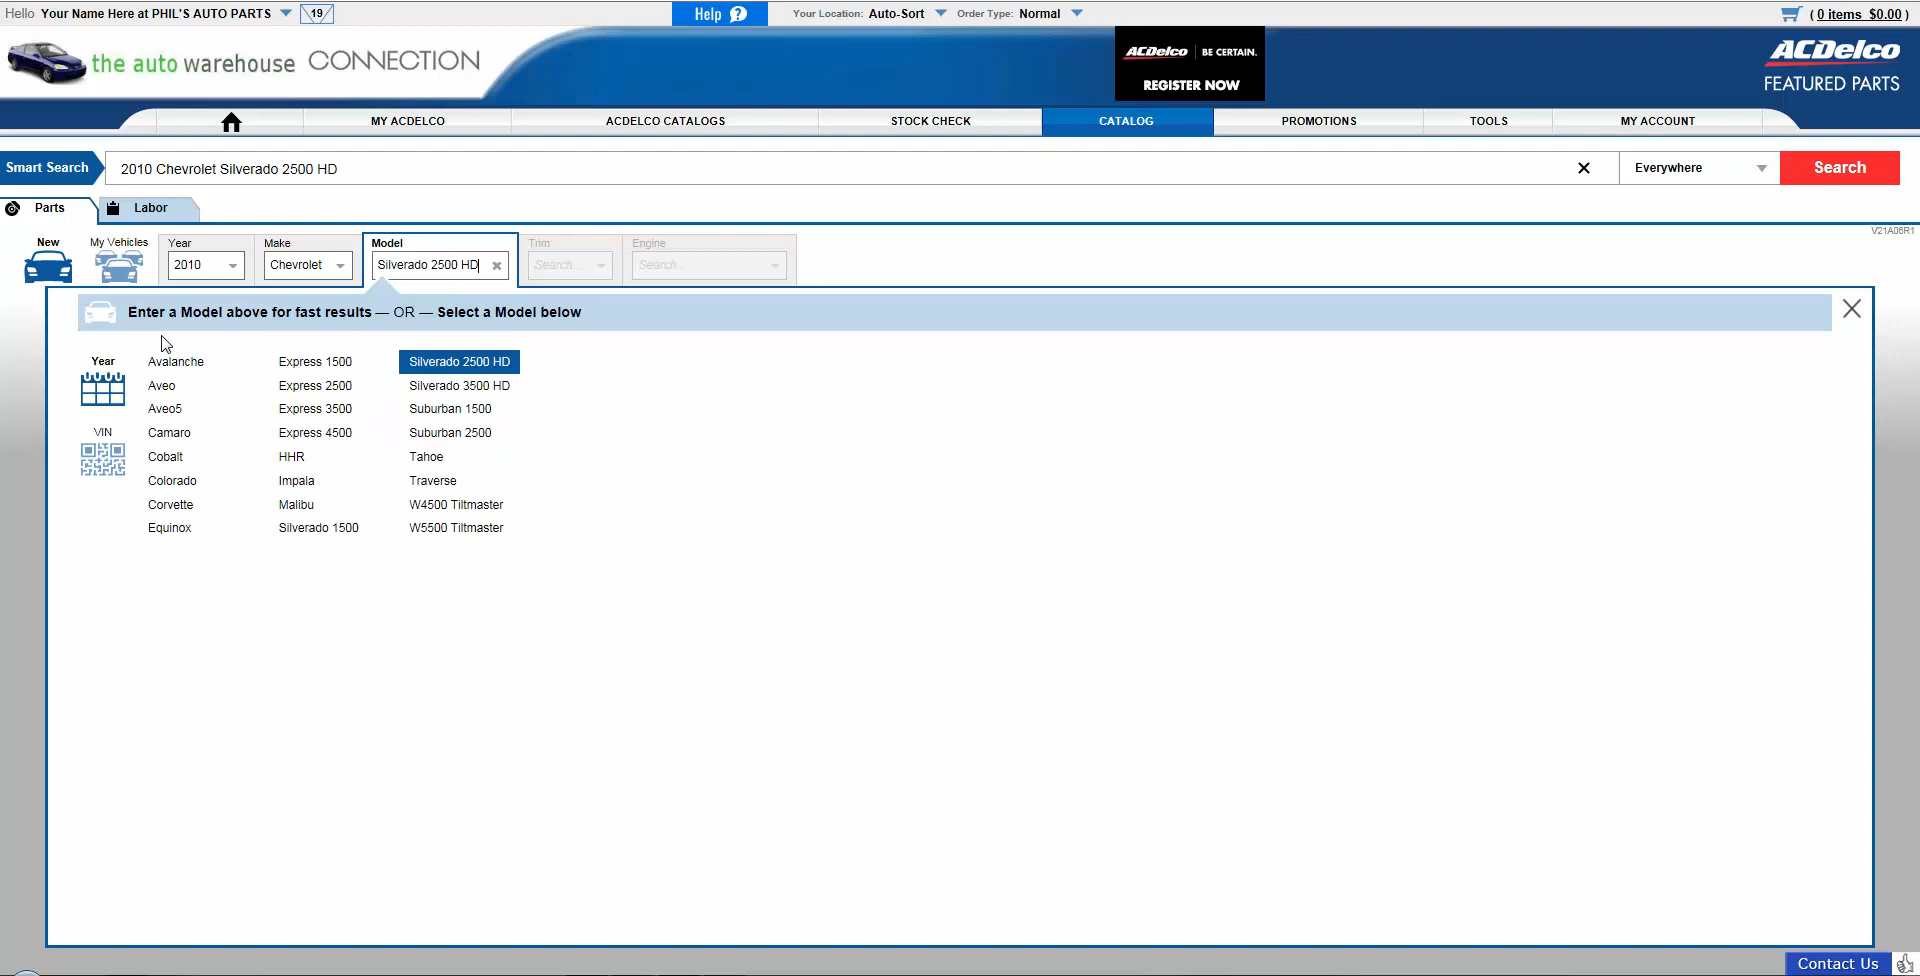 Hello Your Name Here at PHIL'S AUTO PARTS 19 Help ? Your Location: Auto-Sort Order Type: Normal ( 0 items $0.00 )
the auto warehouse CONNECTION
ACDelco BE CERTAIN.
REGISTER NOW
ACDelco
FEATURED PARTS
MY ACDELCO ACDELCO CATALOGS STOCK CHECK CATALOG PROMOTIONS TOOLS MY ACCOUNT
Smart Search 2010 Chevrolet Silverado 2500 HD Everywhere Search
Parts Labor
V21A06R1
New My Vehicles Year Make Model Trim Engine
2010 Chevrolet Silverado 2500 HD Search... Search...
Enter a Model above for fast results — OR — Select a Model below
Year
VIN
Avalanche Express 1500 Silverado 2500 HD
Aveo Express 2500 Silverado 3500 HD
Aveo5 Express 3500 Suburban 1500
Camaro Express 4500 Suburban 2500
Cobalt HHR Tahoe
Colorado Impala Traverse
Corvette Malibu W4500 Tiltmaster
Equinox Silverado 1500 W5500 Tiltmaster
Contact Us